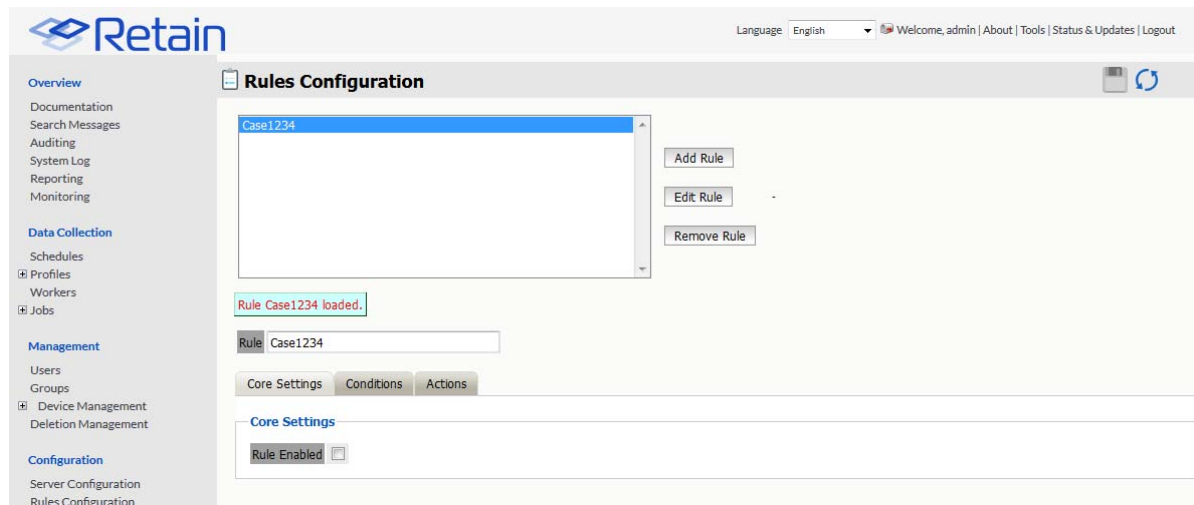 Retain
Language English Welcome, admin | About | Tools | Status & Updates | Logout
Overview
Documentation
Search Messages
Auditing
System Log
Reporting
Monitoring
Data Collection
Schedules
Profiles
Workers
Jobs
Management
Users
Groups
Device Management
Deletion Management
Configuration
Server Configuration
Rules Configuration
Rules Configuration
Case1234
Add Rule
Edit Rule -
Remove Rule
Rule Case1234 loaded.
Rule Case1234
Core Settings Conditions Actions
Core Settings
Rule Enabled